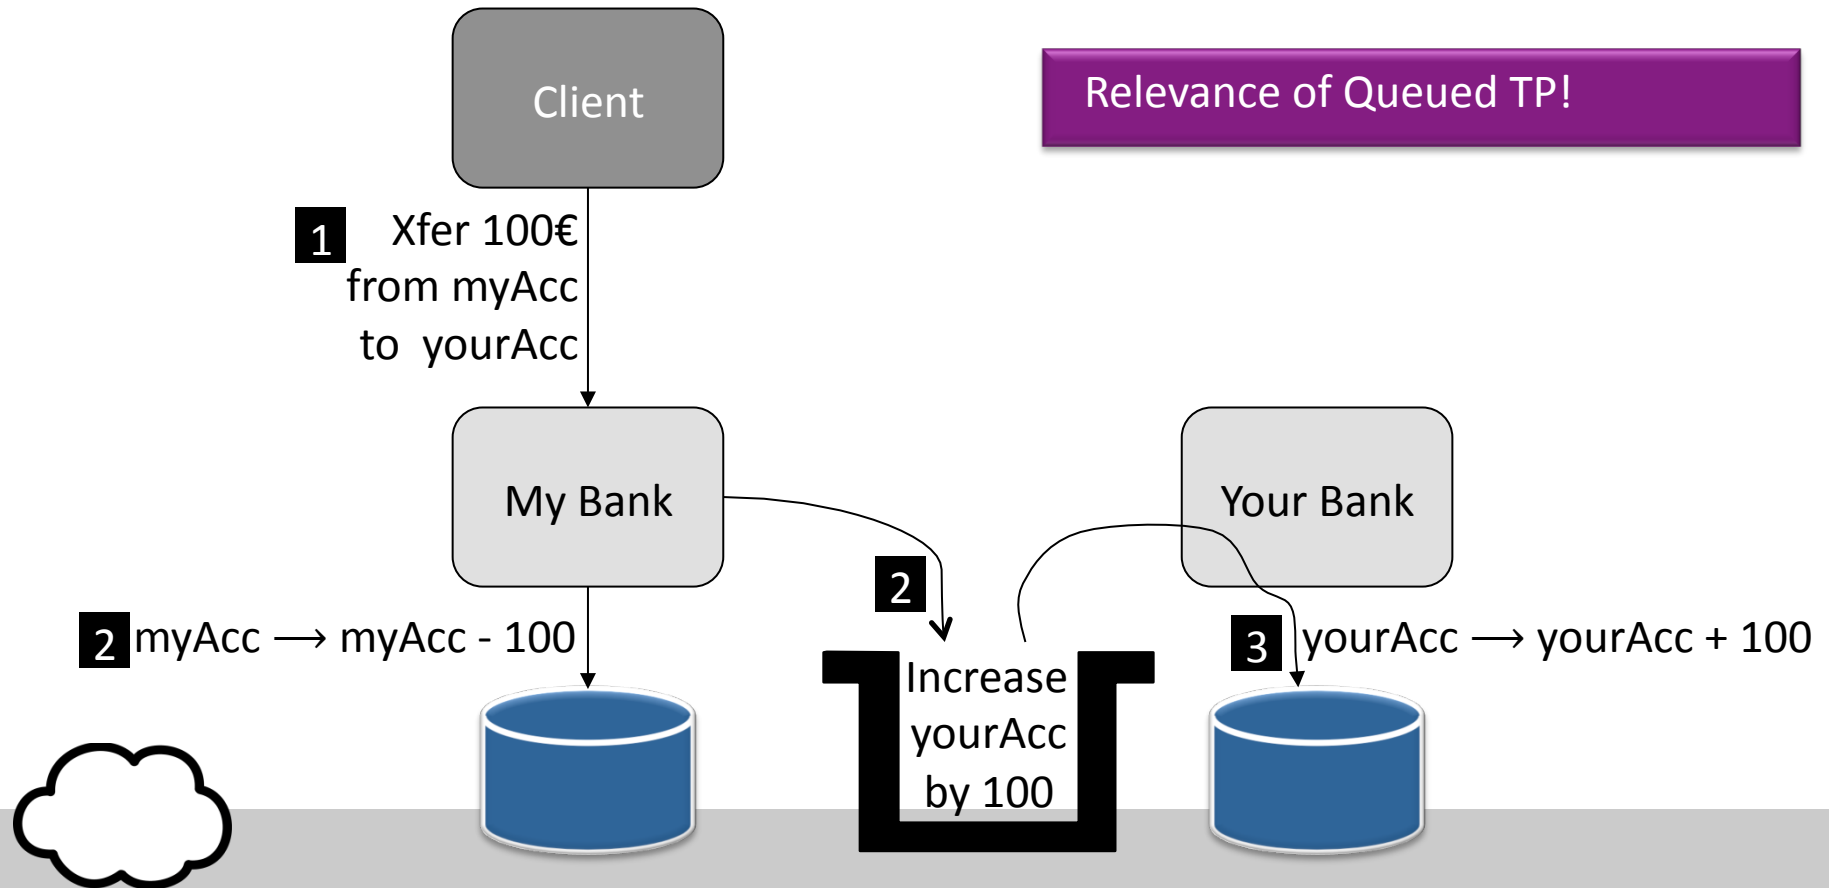 Client
Relevance of Queued TP!
1
Xfer 100€
from myAcc
to yourAcc
My Bank
Your Bank
2
2 myAcc → myAcc - 100
3 yourAcc → yourAcc + 100
Increase
yourAcc
by 100